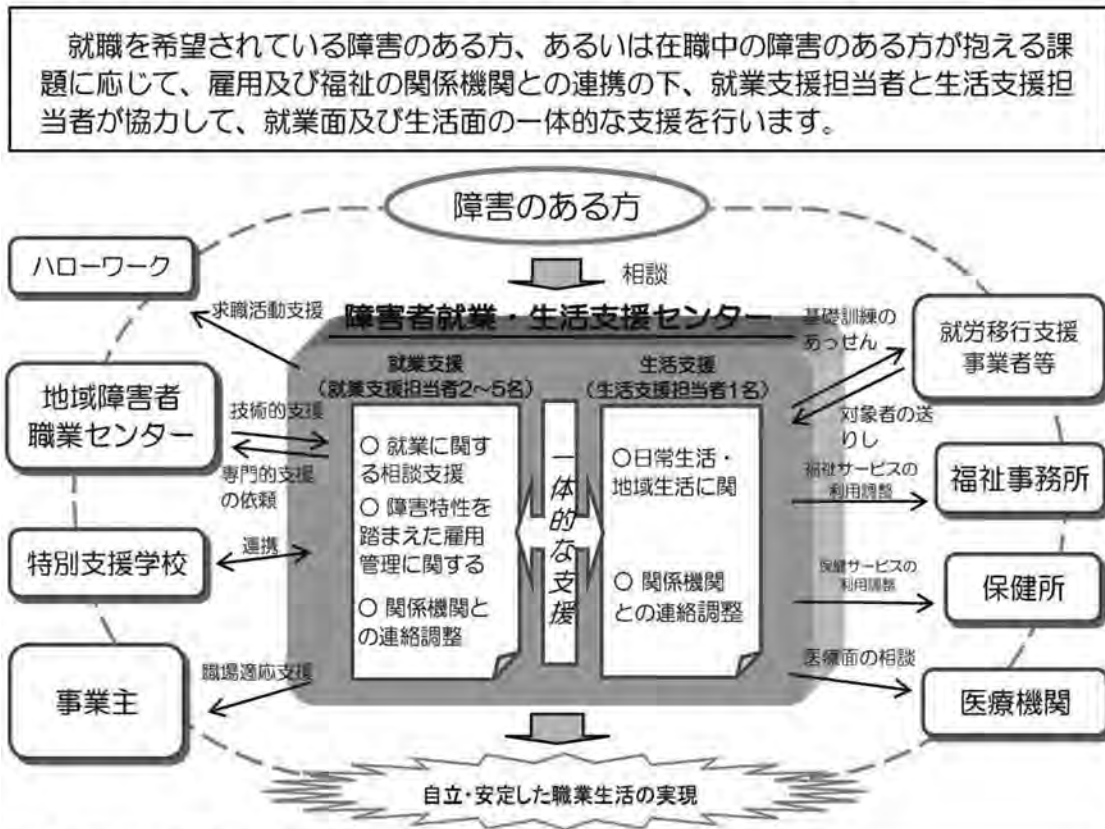 就職を希望されている障害のある方、あるいは在職中の障害のある方が抱える課
題に応じて、雇用及び福祉の関係機関との連携の下、就業支援担当者と生活支援担
当者が協力して、就業面及び生活面の一体的な支援を行います。
障害のある方
相談
ハローワーク
求職活動支援
地域障害者
職業センター
技術的支援
専門的支援
の依頼
特別支援学校
連携
事業主
職場適応支援
障害者就業・生活支援センター
就業支援
(就業支援担当者2~5名)
○ 就業に関す
る相談支援
○ 障害特性を
踏まえた雇用
管理に関する
○ 関係機関と
の連絡調整
一体的な支援
生活支援
(生活支援担当者1名)
○日常生活・
地域生活に関
○ 関係機関
との連絡調整
基礎訓練の
あっせん
就労移行支援
事業者等
対象者の送
りし
福祉サービスの
利用調整
福祉事務所
保健サービスの
利用調整
保健所
医療面の相談
医療機関
自立・安定した職業生活の実現